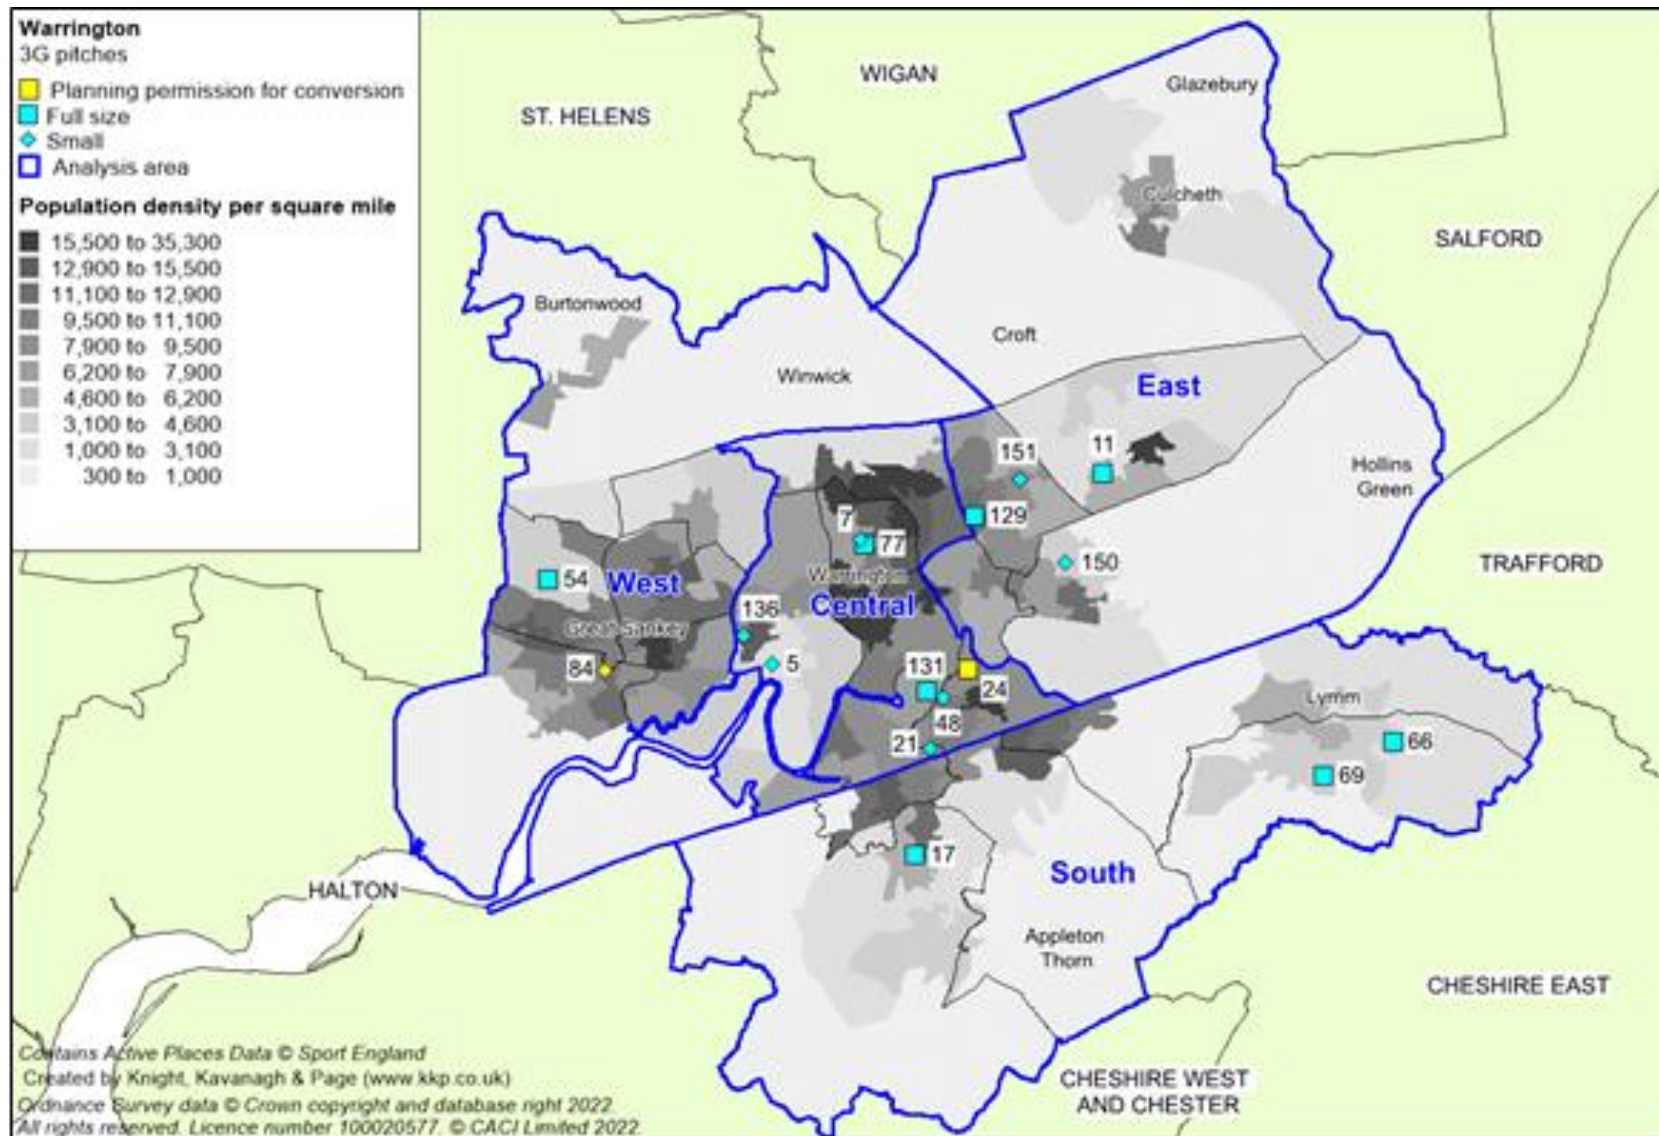 Warrington
3G pitches
Planning permission for conversion
Full size
Small
Analysis area
Population density per square mile
15,500 to 35,300
12,900 to 15,500
11,100 to 12,900
9,500 to 11,100
7,900 to 9,500
6,200 to 7,900
4,600 to 6,200
3,100 to 4,600
1,000 to 3,100
300 to 1,000
WIGAN
Glazebury
ST. HELENS
Culcheth
SALFORD
Burtonwood
Croft
Winwick
East
151
11
Hollins
Green
7
129
77
150
TRAFFORD
54
West
Warrington
Central
136
Great Sankey
5
84
131
24
Lymm
48
21
66
69
17
South
HALTON
Appleton
Thorn
CHESHIRE EAST
Contains Active Places Data © Sport England
Created by Knight, Kavanagh & Page (www.kkp.co.uk)
Ordnance Survey data © Crown copyright and database right 2022.
All rights reserved. Licence number 100020577. © CACI Limited 2022.
CHESHIRE WEST
AND CHESTER